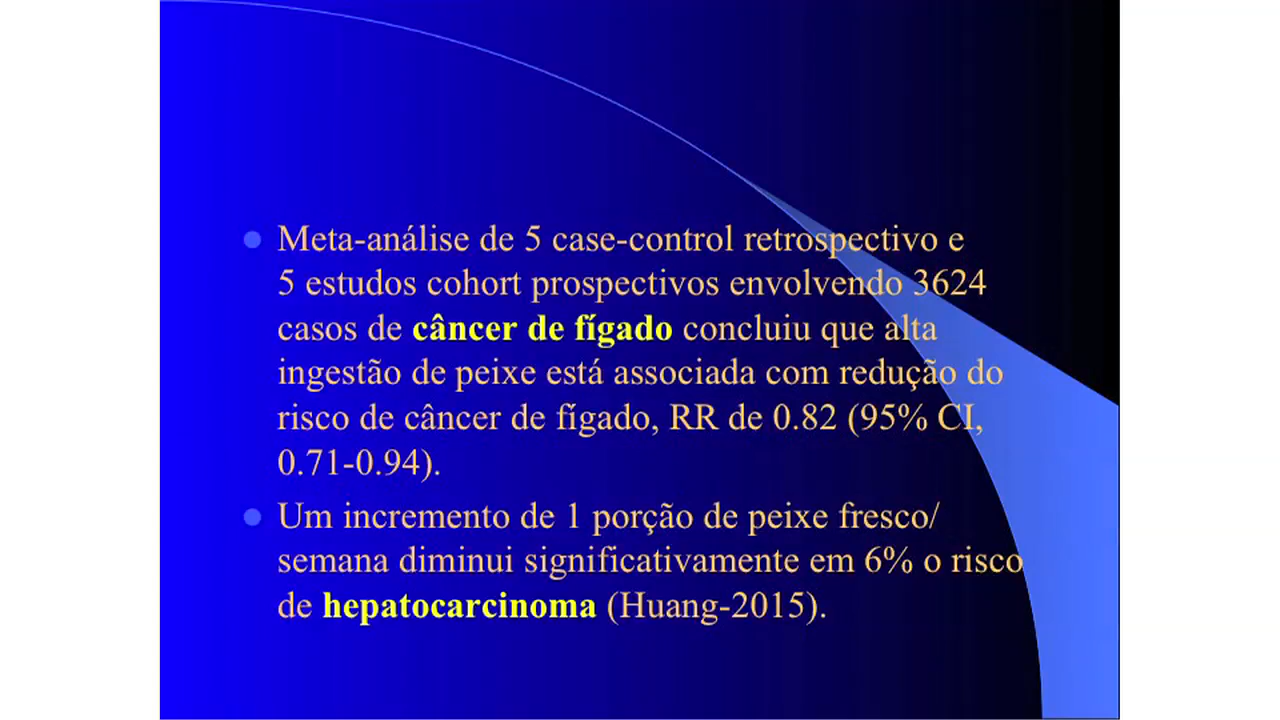 Meta-análise de 5 case-control retrospectivo e
5 estudos cohort prospectivos envolvendo 3624
casos de câncer de fígado concluiu que alta
ingestão de peixe está associada com redução do
risco de câncer de fígado, RR de 0.82 (95% CI,
0.71-0.94).
Um incremento de 1 porção de peixe fresco/
semana diminui significativamente em 6% o risco
de hepatocarcinoma (Huang-2015).